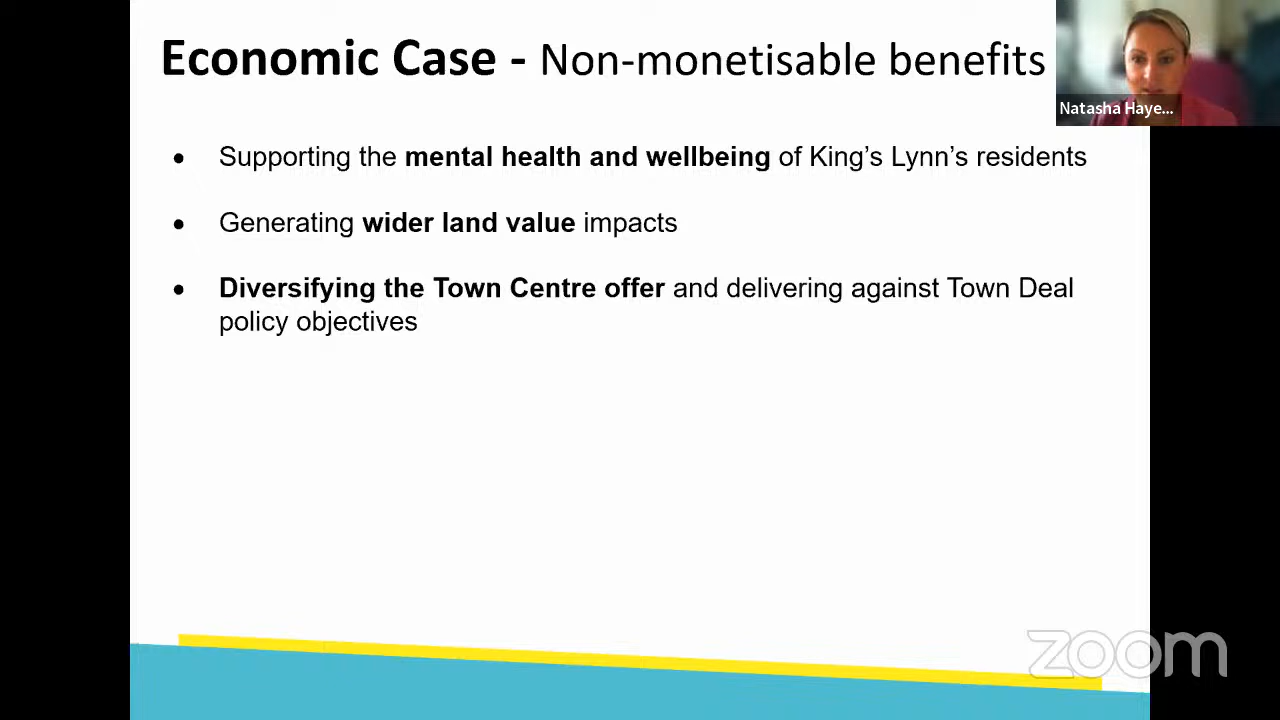 Economic Case - Non-monetisable benefits
Natasha Haye...
• Supporting the mental health and wellbeing of King’s Lynn’s residents
• Generating wider land value impacts
• Diversifying the Town Centre offer and delivering against Town Deal
policy objectives
zoom